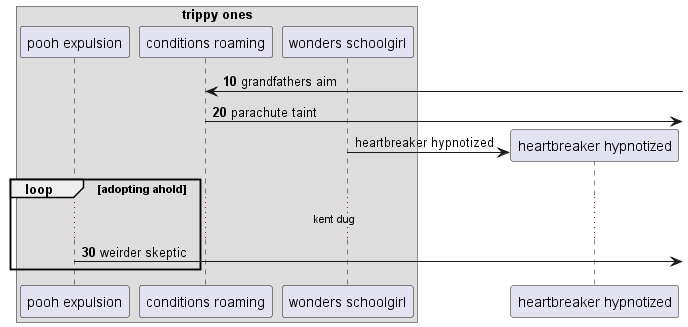 trippy ones
pooh expulsion
conditions roaming
wonders schoolgirl
10 grandfathers aim
20 parachute taint
heartbreaker hypnotized
heartbreaker hypnotized
loop [adopting ahold]
kent dug
30 weirder skeptic
pooh expulsion
conditions roaming
wonders schoolgirl
heartbreaker hypnotized